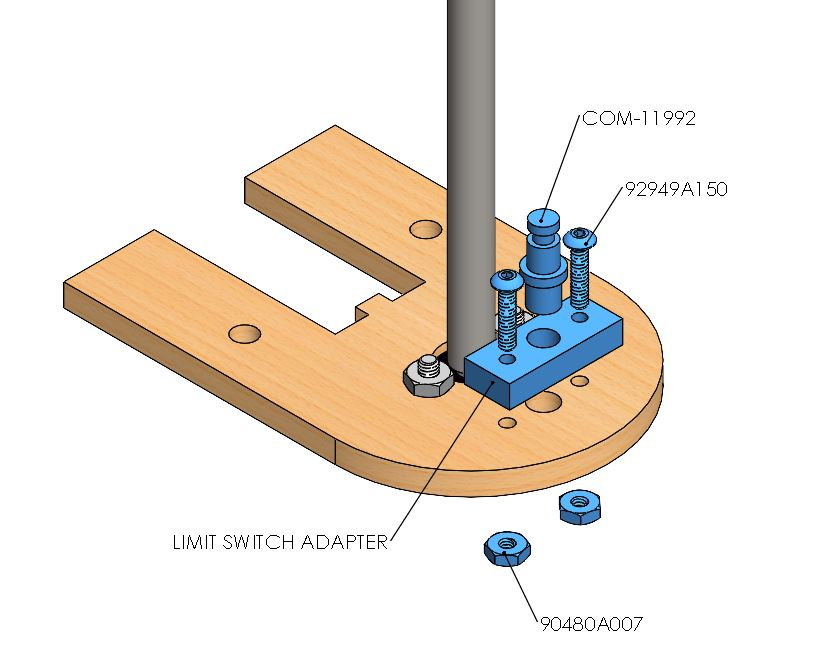 COM-11992
92949A150
LIMIT SWITCH ADAPTER
90480A007